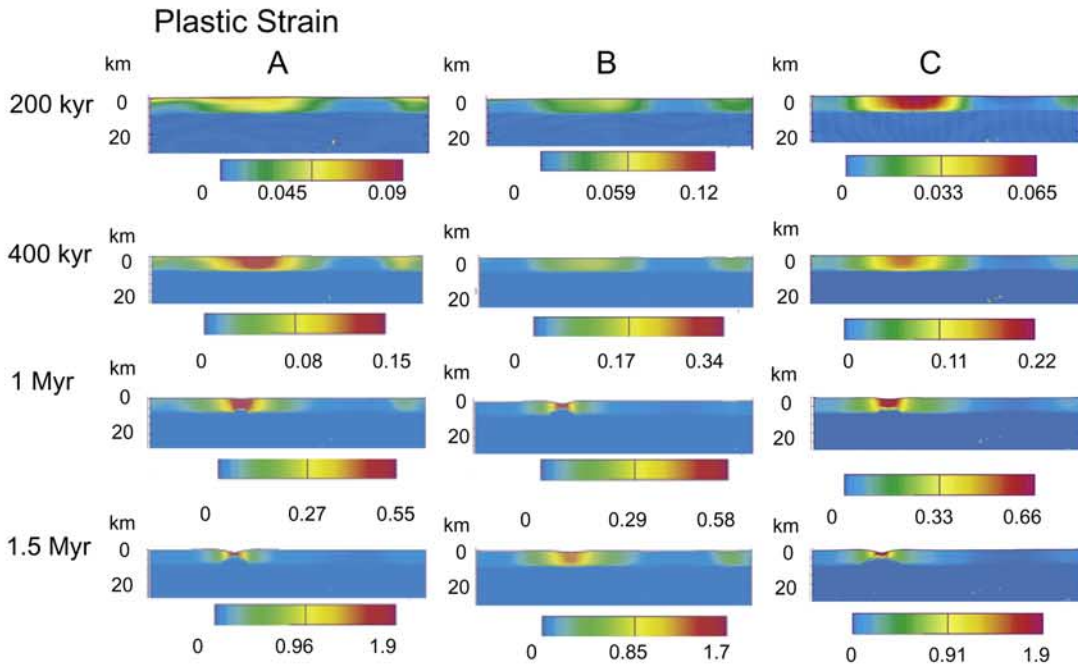 Plastic Strain
km A km B km C
200 kyr 0 0 0
20 20 20
0 0.045 0.09 0 0.059 0.12 0 0.033 0.065
km km km
400 kyr 0 0 0
20 20 20
0 0.08 0.15 0 0.17 0.34 0 0.11 0.22
1 Myr km km km
0 0 0
20 20 20
0 0.27 0.55 0 0.29 0.58 0 0.33 0.66
1.5 Myr km km km
0 0 0
20 20 20
0 0.96 1.9 0 0.85 1.7 0 0.91 1.9